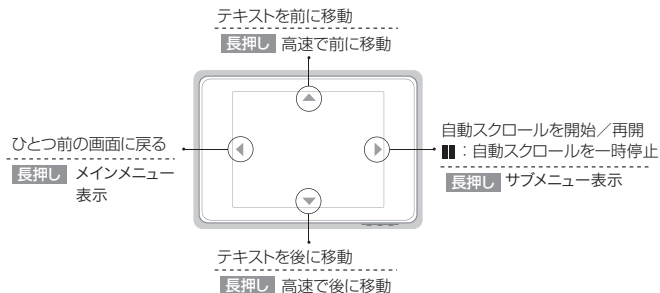 テキストを前に移動
長押し 高速で前に移動
ひとつ前の画面に戻る
長押し メインメニュー
表示
自動スクロールを開始／再開
：自動スクロールを一時停止
長押し サブメニュー表示
テキストを後に移動
長押し 高速で後に移動